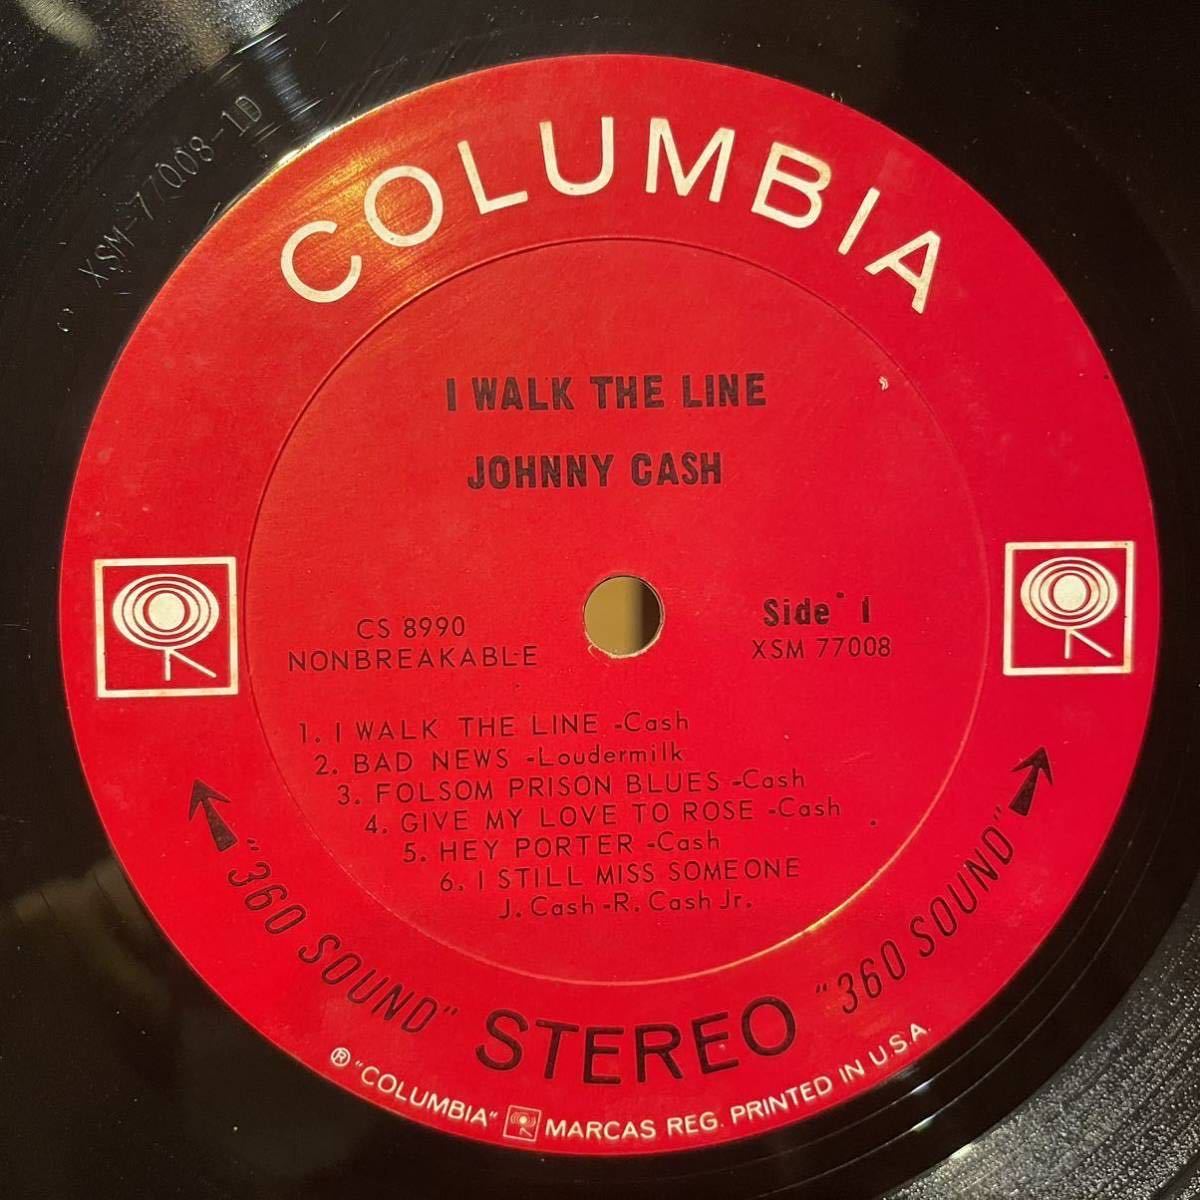 XSM-77008-1D
COLUMBIA
I WALK THE LINE
JOHNNY CASH
CS 8990
NONBREAKABLE
Side 1
XSM 77008
1. I WALK THE LINE -Cash
2. BAD NEWS -Loudermilk
3. FOLSOM PRISON BLUES -Cash
4. GIVE MY LOVE TO ROSE -Cash
5. HEY PORTER -Cash
6. I STILL MISS SOMEONE
J. Cash -R. Cash Jr.
"360 SOUND" STEREO "360 SOUND"
® "COLUMBIA" MARCAS REG. PRINTED IN U.S.A.